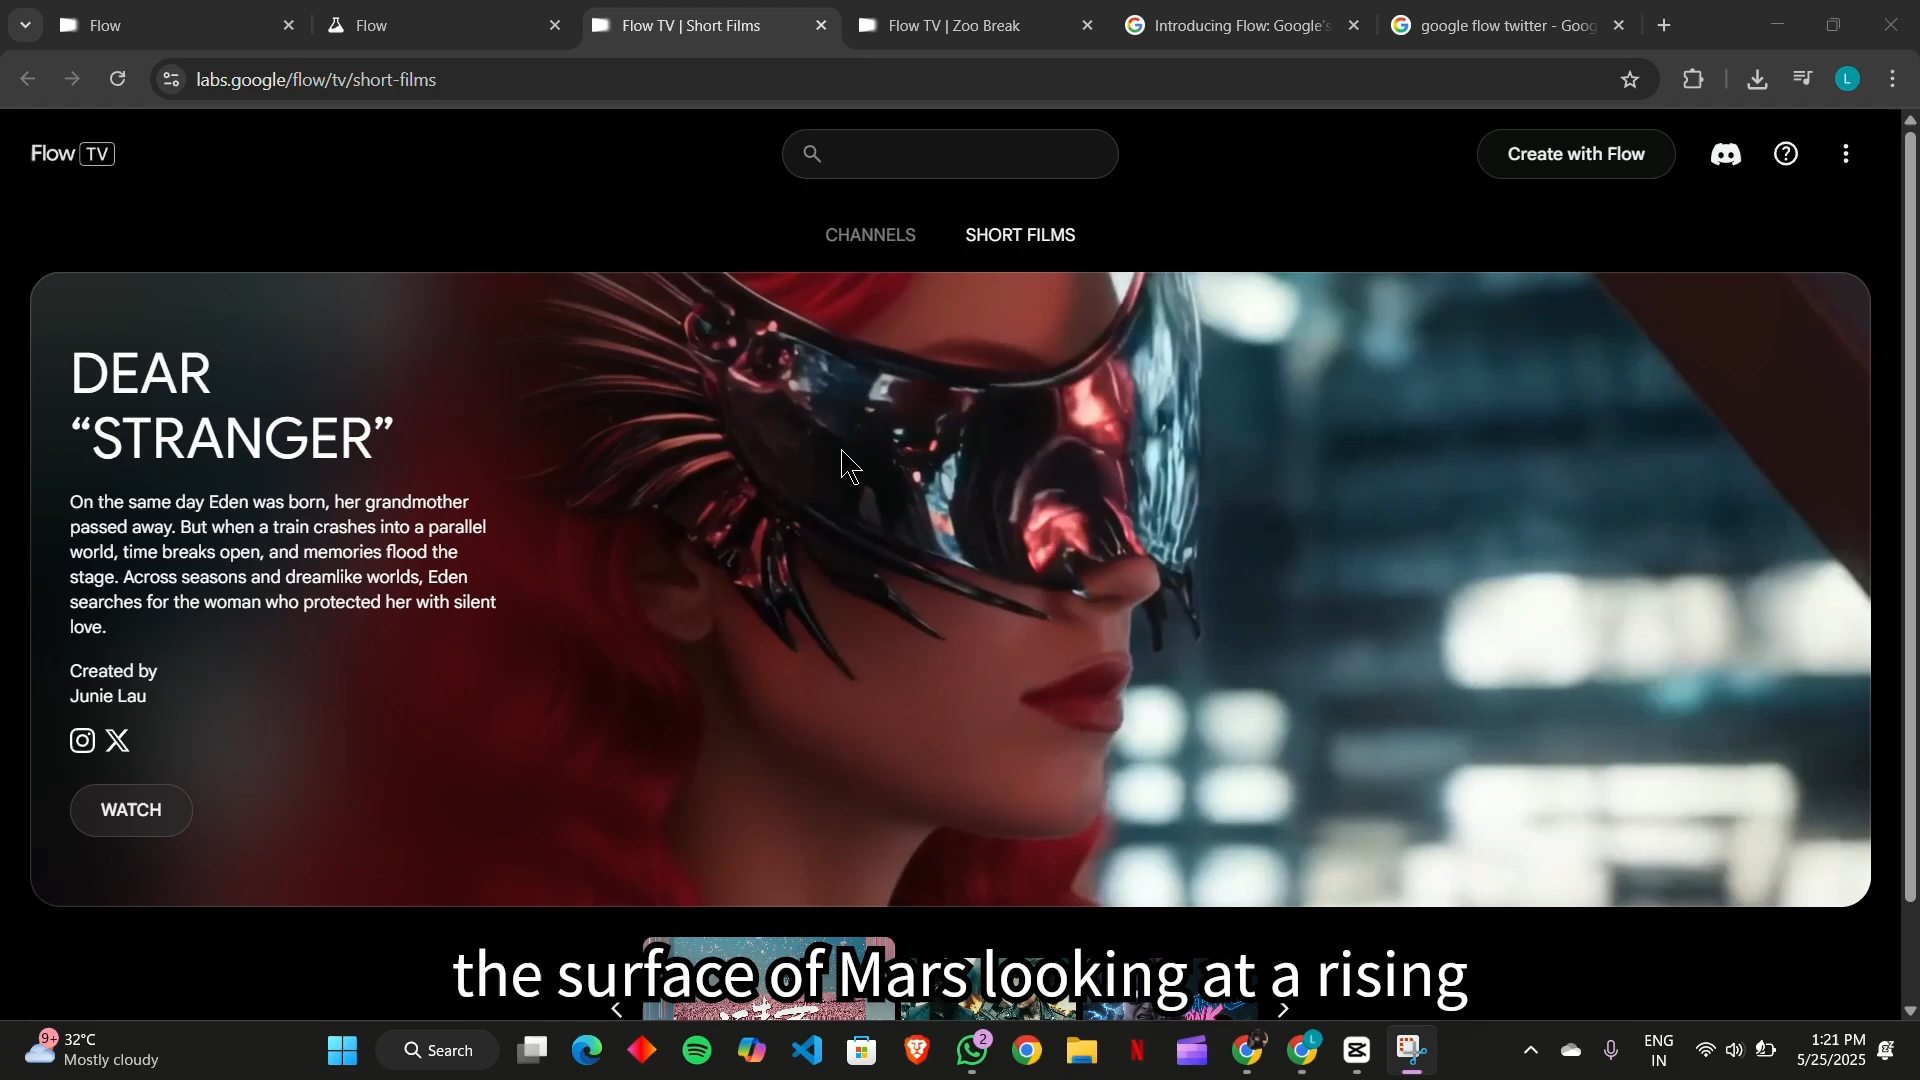 Flow
Flow
Flow TV | Short Films
Flow TV | Zoo Break
Introducing Flow: Google's
google flow twitter - Goog
labs.google/flow/tv/short-films
L
Flow TV
Create with Flow
CHANNELS
SHORT FILMS
DEAR
“STRANGER”
On the same day Eden was born, her grandmother
passed away. But when a train crashes into a parallel
world, time breaks open, and memories flood the
stage. Across seasons and dreamlike worlds, Eden
searches for the woman who protected her with silent
love.
Created by
Junie Lau
WATCH
the surface of Mars looking at a rising
9+
32°C
Mostly cloudy
Search
2
L
ENG
IN
1:21 PM
5/25/2025